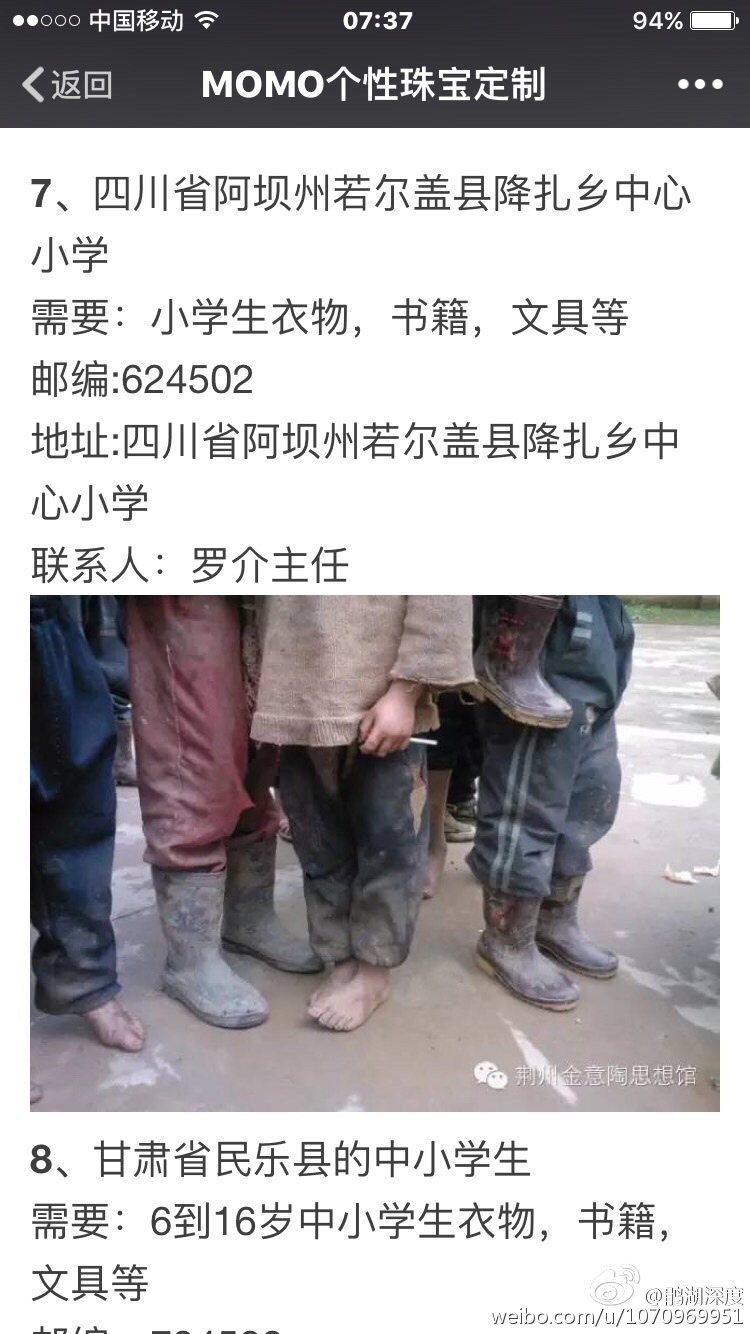 中国移动 07:37 94%
返回 MOMO个性珠宝定制
7、四川省阿坝州若尔盖县降扎乡中心
小学
需要：小学生衣物，书籍，文具等
邮编:624502
地址:四川省阿坝州若尔盖县降扎乡中
心小学
联系人：罗介主任
荆州金意陶思想馆
8、甘肃省民乐县的中小学生
需要：6到16岁中小学生衣物，书籍，
文具等
@鹃湖深度
weibo.com/u/1070969951